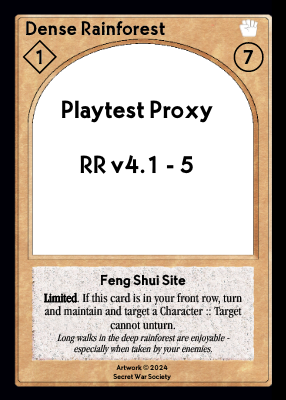 Dense Rainforest
1
7
Playtest Proxy
RR v4.1 - 5
Feng Shui Site
Limited. If this card is in your front row, turn
and maintain and target a Character :: Target
cannot unturn.
Long walks in the deep rainforest are enjoyable -
especially when taken by your enemies.
Artwork © 2024
Secret War Society